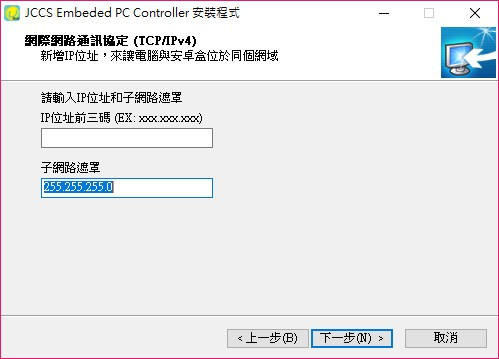 JCCS Embeded PC Controller 安裝程式
網際網路通訊協定 (TCP/IPv4)
新增IP位址，來讓電腦與安卓盒位於同個網域
請輸入IP位址和子網路遮罩
IP位址前三碼 (EX: xxx.xxx.xxx)
子網路遮罩
255.255.255.0
< 上一步(B)
下一步(N) >
取消